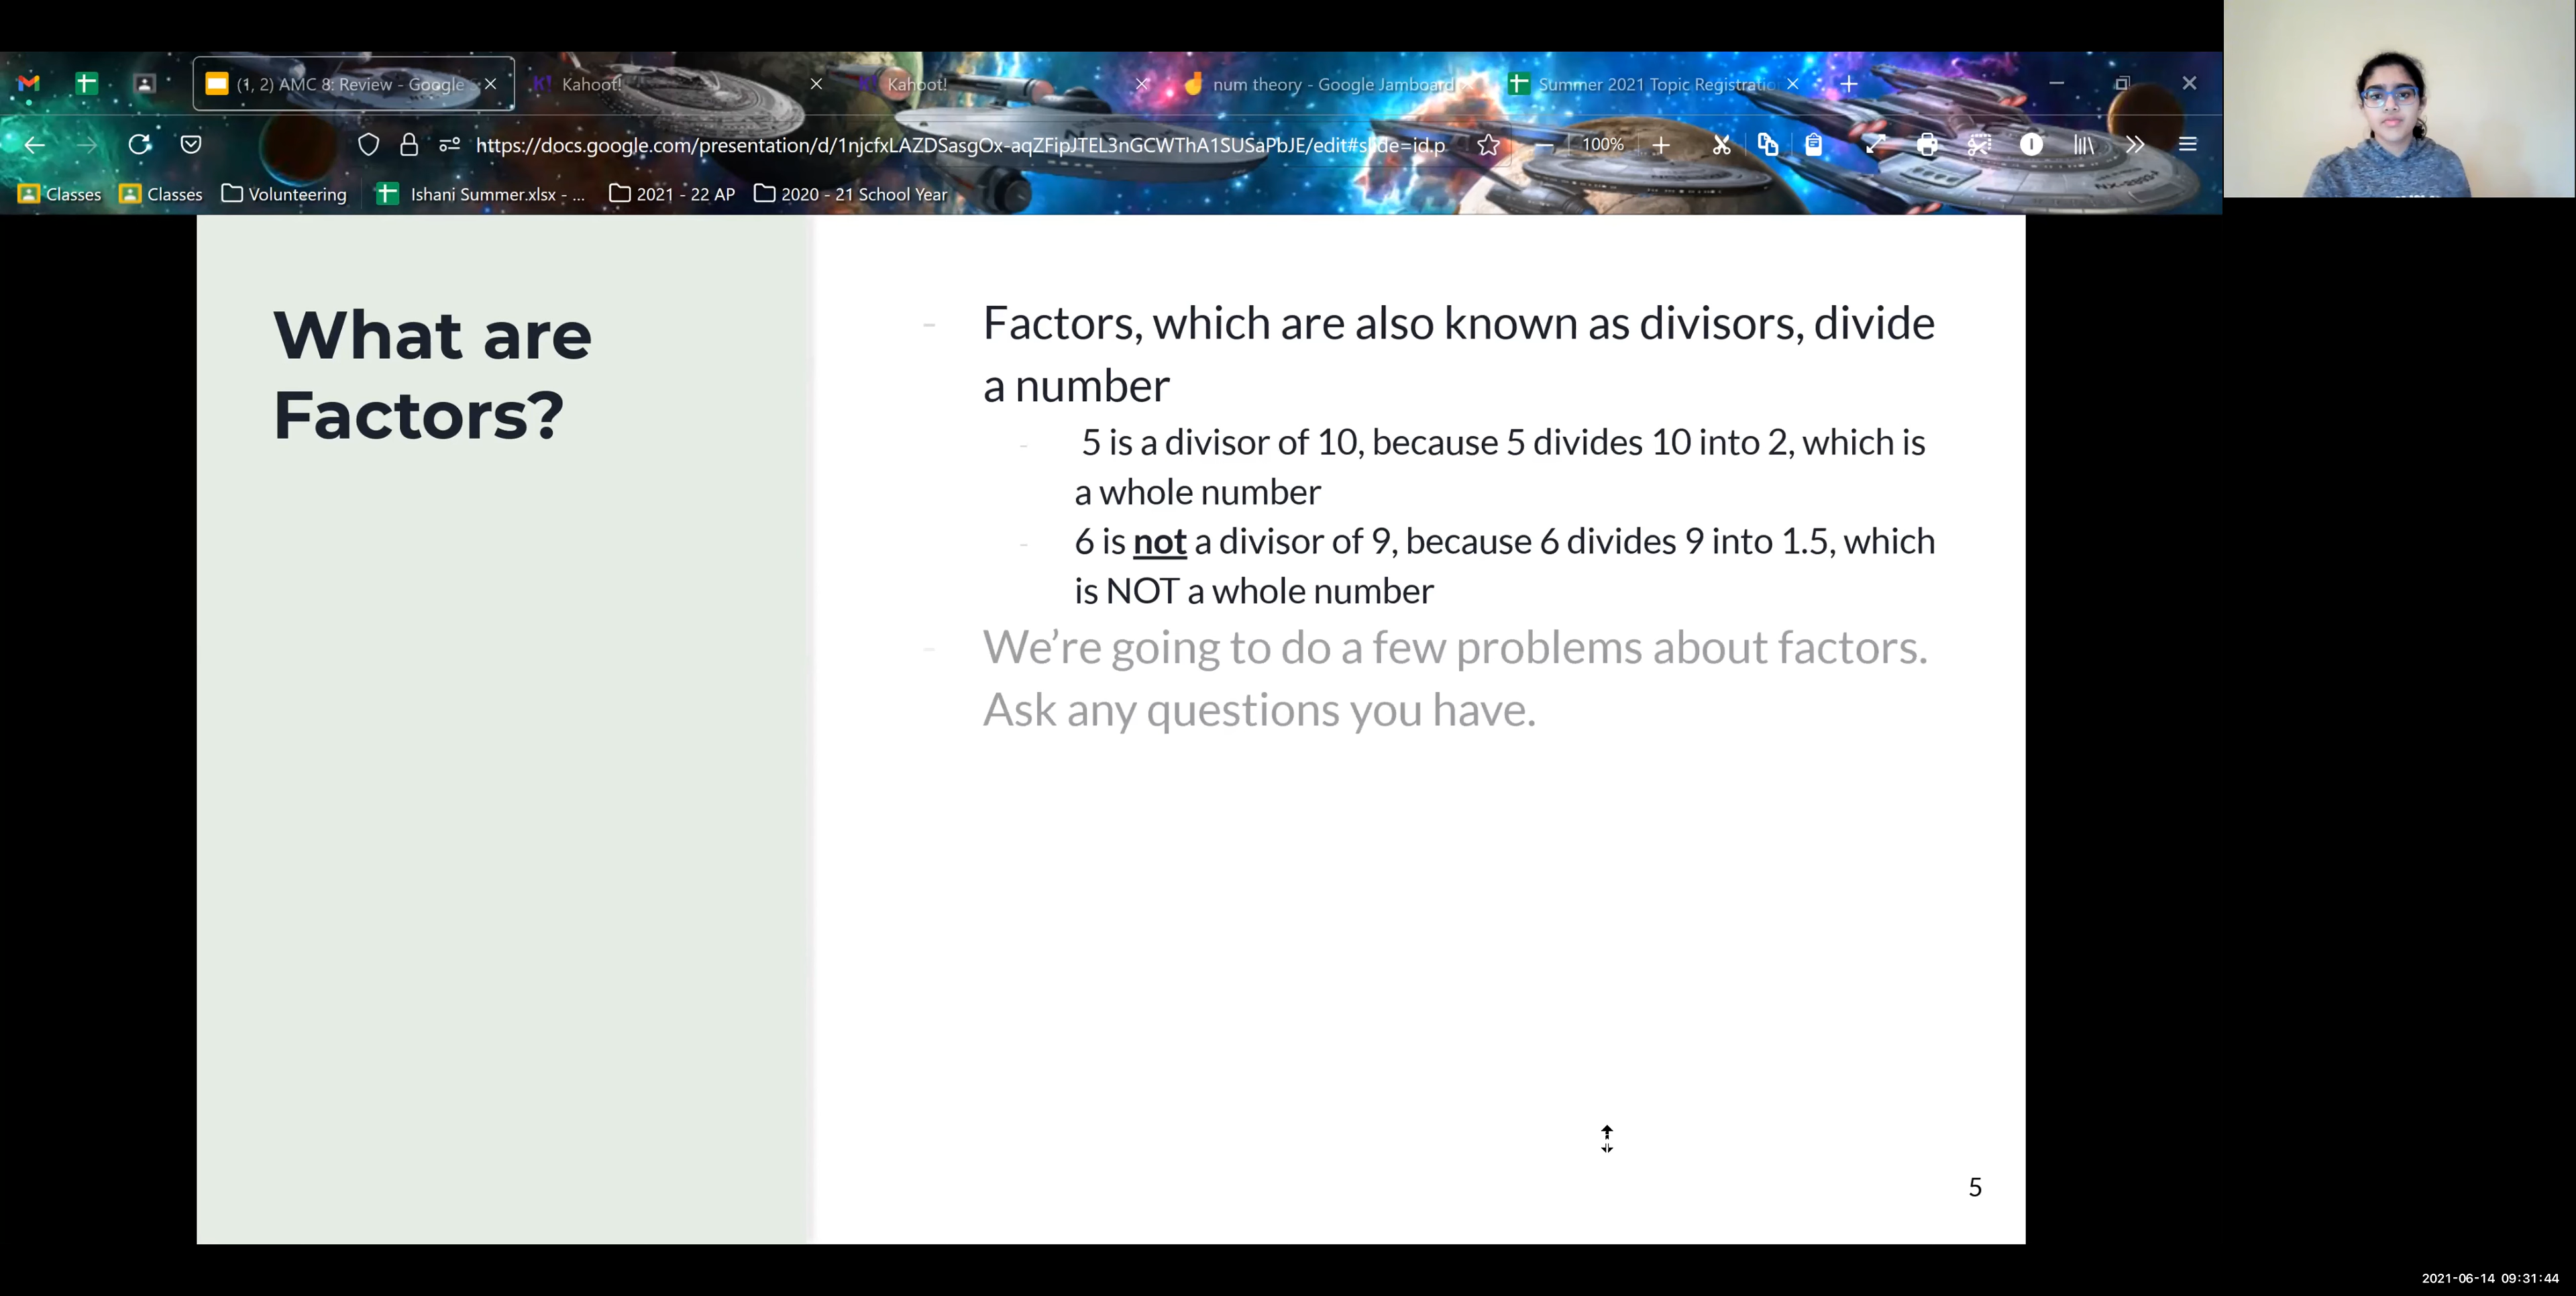 (1, 2) AMC 8: Review - Google S
Kahoot!
Kahoot!
num theory - Google Jamboard
Summer 2021 Topic Registratio
https://docs.google.com/presentation/d/1njcfxLAZDSasgOx-aqZFipJTEL3nGCWThA1SUSaPbJE/edit#slide=id.p
100%
Classes
Classes
Volunteering
Ishani Summer.xlsx - ...
2021 - 22 AP
2020 - 21 School Year
What are
Factors?
- Factors, which are also known as divisors, divide
a number
- 5 is a divisor of 10, because 5 divides 10 into 2, which is
a whole number
- 6 is not a divisor of 9, because 6 divides 9 into 1.5, which
is NOT a whole number
- We're going to do a few problems about factors.
Ask any questions you have.
5
2021-06-14 09:31:44